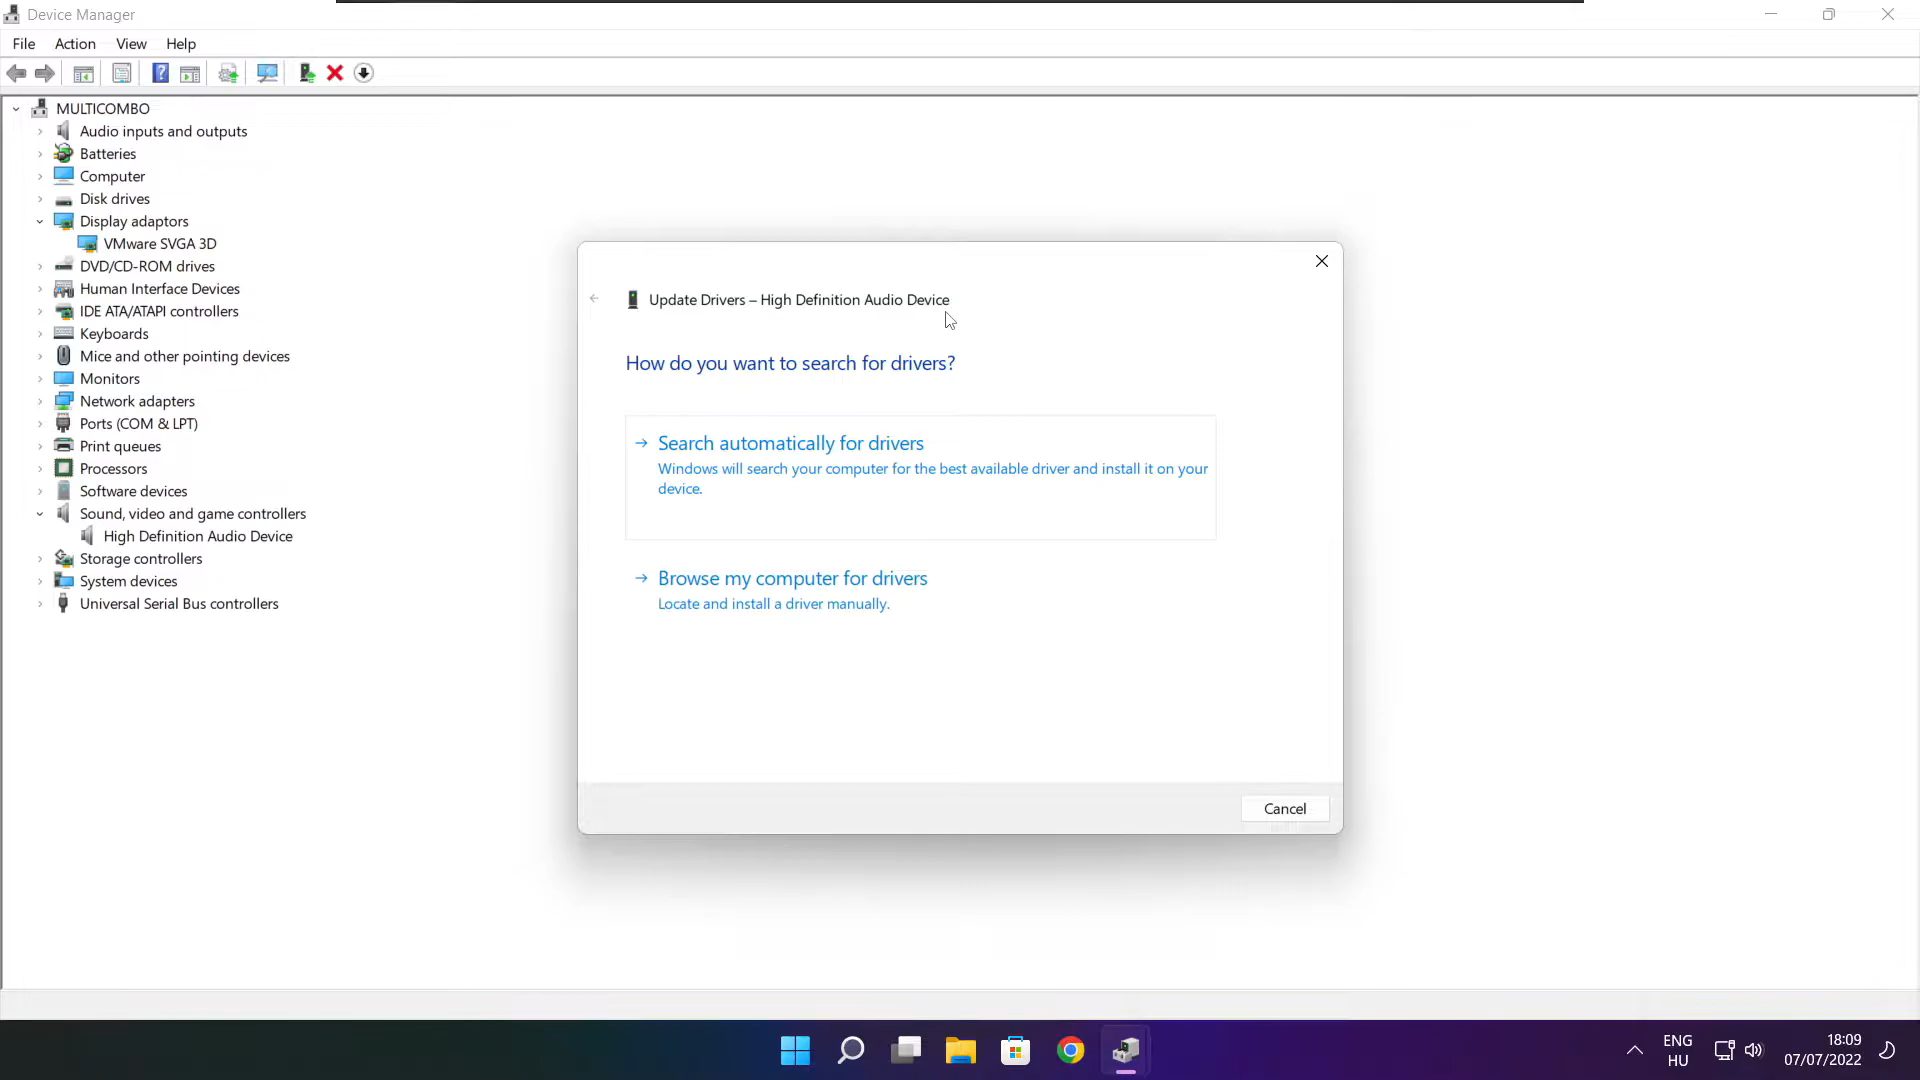 Device Manager
File Action View Help
MULTICOMBO
Audio inputs and outputs
Batteries
Computer
Disk drives
Display adaptors
VMware SVGA 3D
DVD/CD-ROM drives
Human Interface Devices
IDE ATA/ATAPI controllers
Keyboards
Mice and other pointing devices
Monitors
Network adapters
Ports (COM & LPT)
Print queues
Processors
Software devices
Sound, video and game controllers
High Definition Audio Device
Storage controllers
System devices
Universal Serial Bus controllers
Update Drivers – High Definition Audio Device
How do you want to search for drivers?
Search automatically for drivers
Windows will search your computer for the best available driver and install it on your
device.
Browse my computer for drivers
Locate and install a driver manually.
Cancel
ENG
HU
18:09
07/07/2022